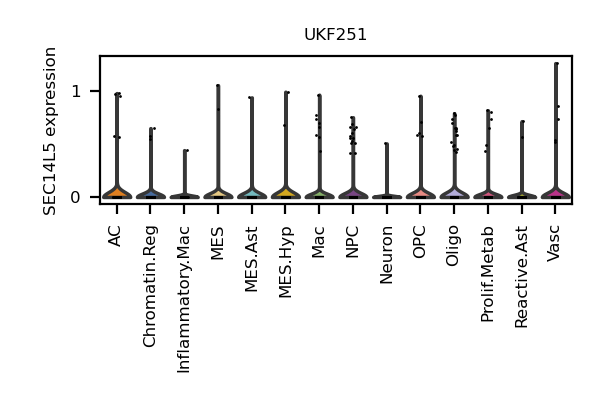 UKF251
SEC14L5 expression
1
0
AC
Chromatin.Reg
Inflammatory.Mac
MES
MES.Ast
MES.Hyp
Mac
NPC
Neuron
OPC
Oligo
Prolif.Metab
Reactive.Ast
Vasc